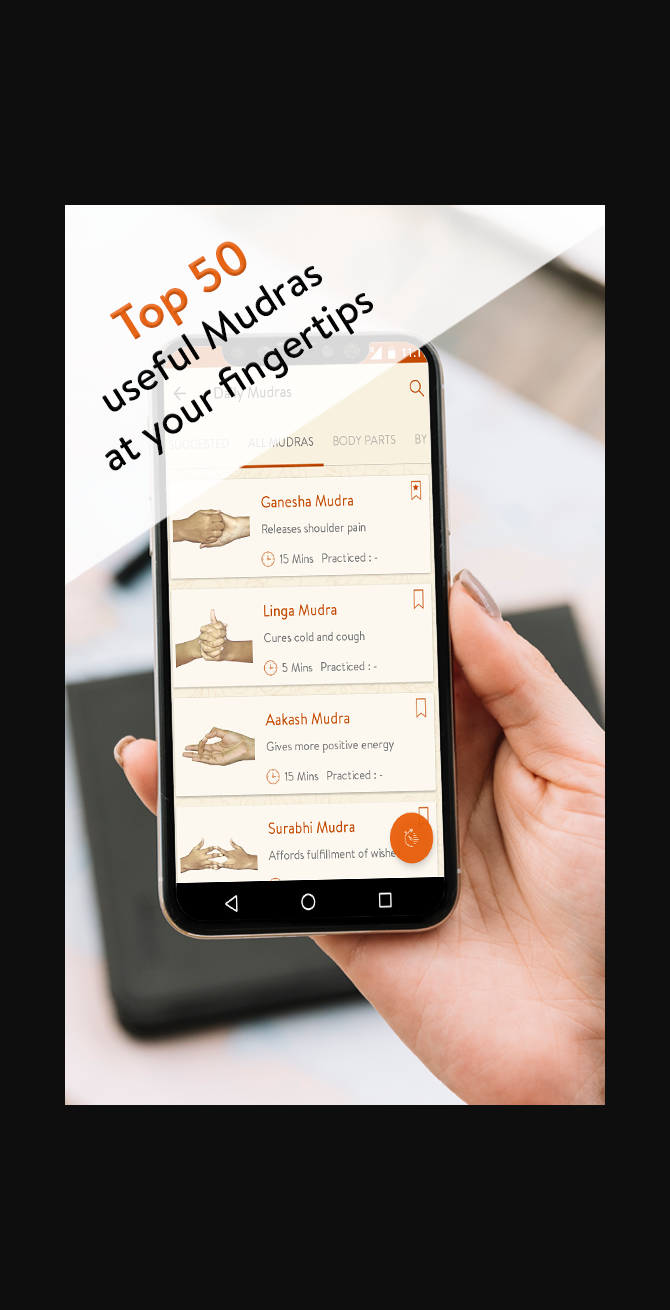 Top 50
useful Mudras
at your fingertips
Daily Mudras
SUGGESTED ALL MUDRAS BODY PARTS BY
Ganesha Mudra
Releases shoulder pain
15 Mins Practiced : -
Linga Mudra
Cures cold and cough
5 Mins Practiced : -
Aakash Mudra
Gives more positive energy
15 Mins Practiced : -
Surabhi Mudra
Affords fulfillment of wishe